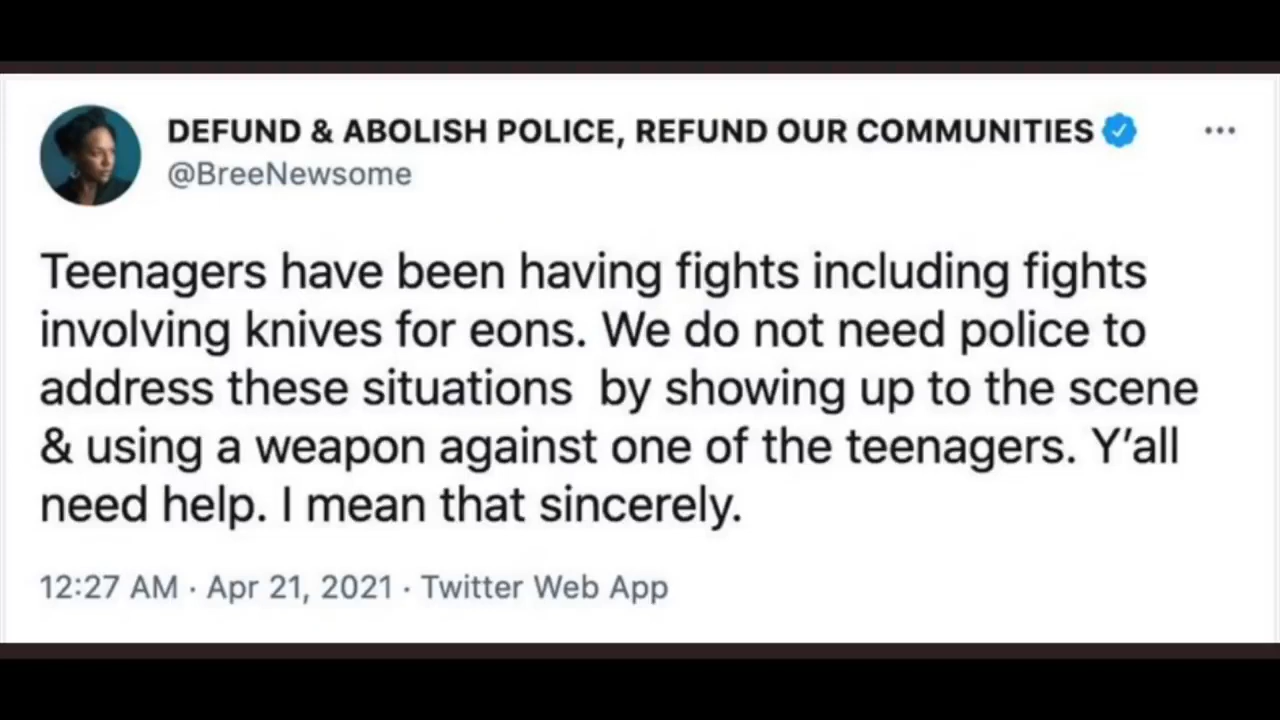 DEFUND & ABOLISH POLICE, REFUND OUR COMMUNITIES
@BreeNewsome
Teenagers have been having fights including fights
involving knives for eons. We do not need police to
address these situations  by showing up to the scene
& using a weapon against one of the teenagers. Y’all
need help. I mean that sincerely.
12:27 AM · Apr 21, 2021 · Twitter Web App